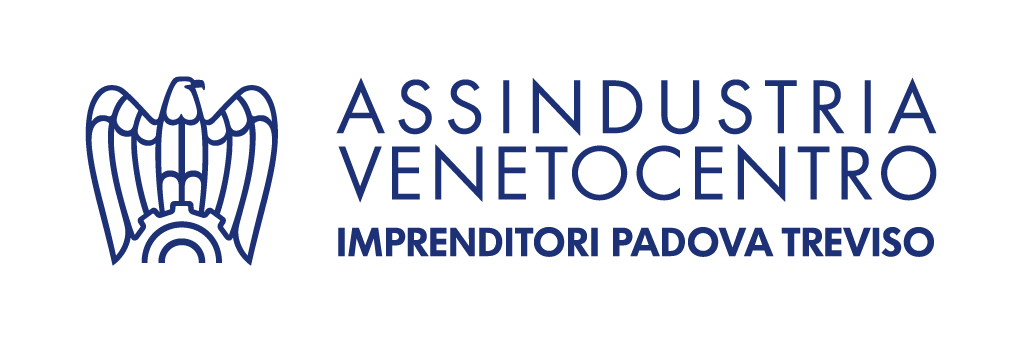 ASSINDUSTRIA
VENETOCENTRO
IMPRENDITORI PADOVA TREVISO